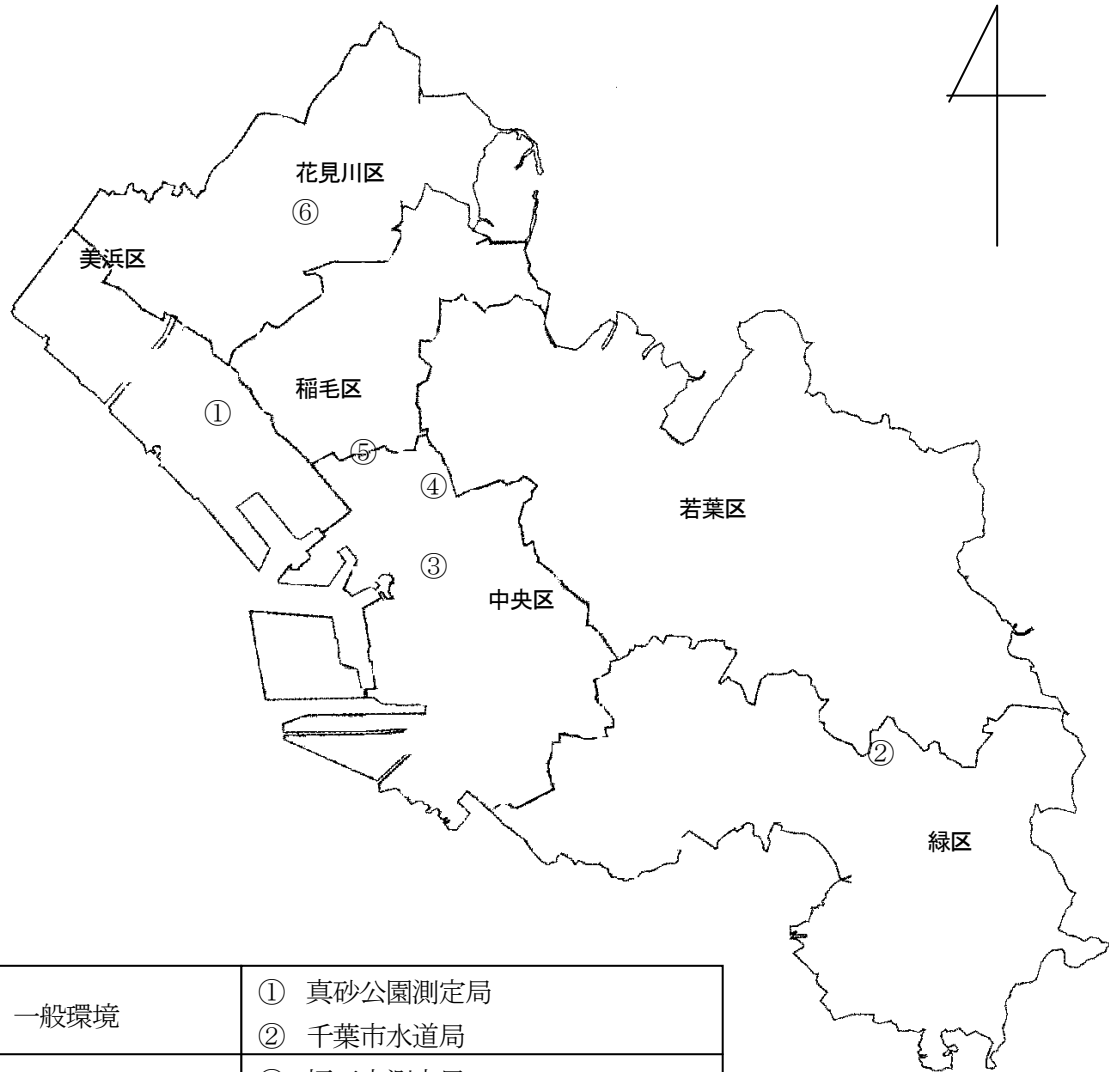 花見川区
⑥
美浜区
稲毛区
①
⑤
④
若葉区
③
中央区
②
緑区
一般環境
① 真砂公園測定局
② 千葉市水道局